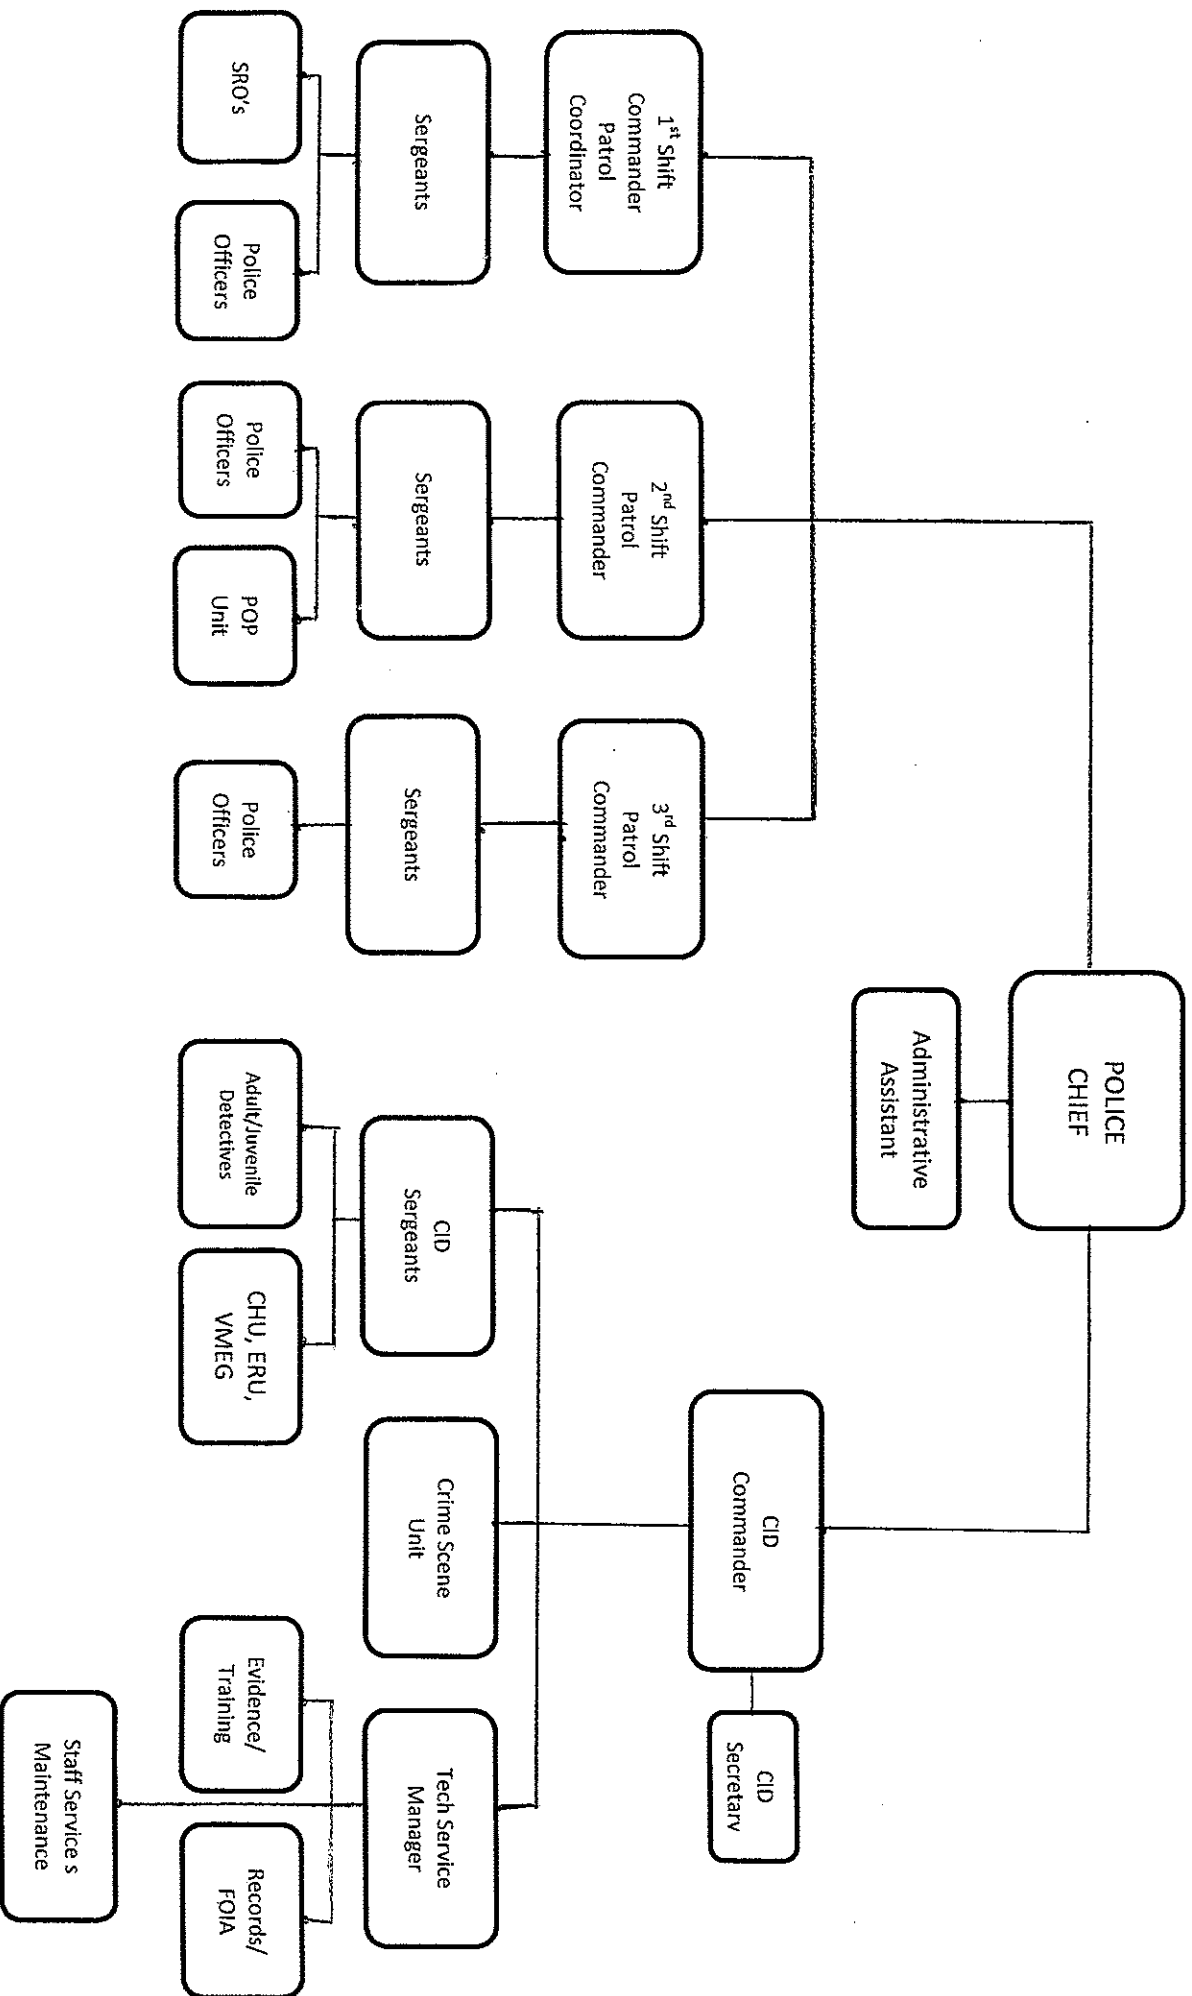 POLICE
CHIEF
Administrative
Assistant
1st Shift
Commander
Patrol
Coordinator
2nd Shift
Patrol
Commander
3rd Shift
Patrol
Commander
CID
Commander
CID
Secretary
Sergeants
Sergeants
Sergeants
CID
Sergeants
Crime Scene
Unit
Tech Service
Manager
SRO's
Police
Officers
Police
Officers
POP
Unit
Police
Officers
Adult/Juvenile
Detectives
CHU, ERU,
VMEG
Evidence/
Training
Records/
FOIA
Staff Service s
Maintenance